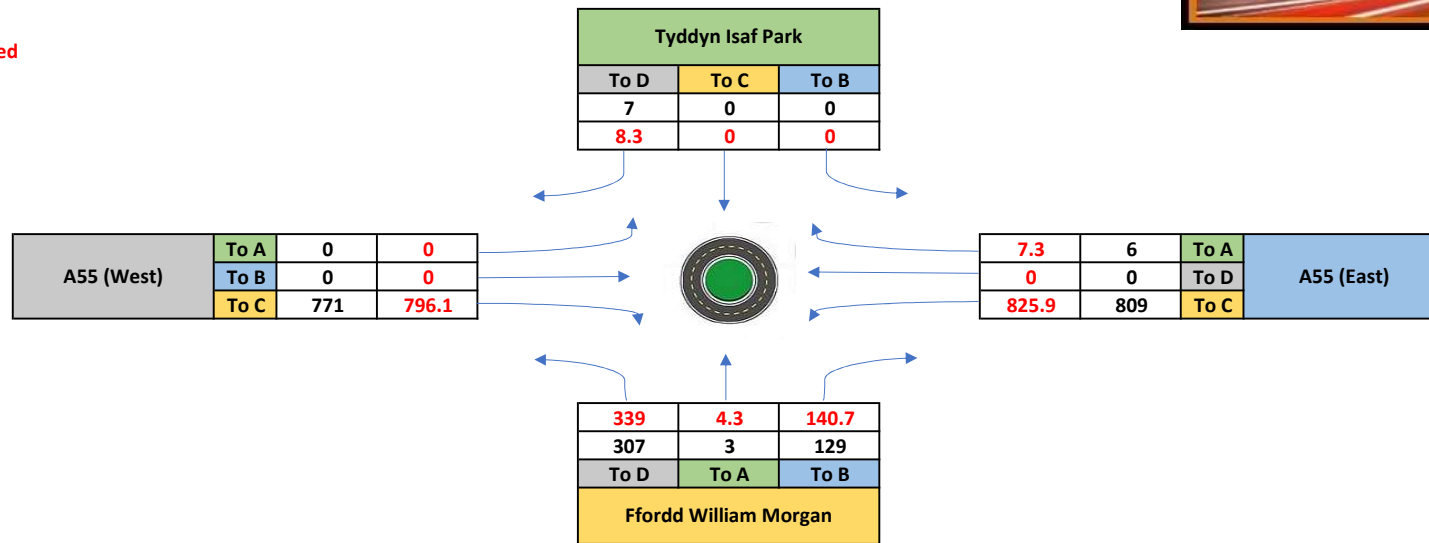 ed
Tyddyn Isaf Park
To D To C To B
7 0 0
8.3 0 0
A55 (West) To A 0 0
To B 0 0
To C 771 796.1
7.3 6 To A A55 (East)
0 0 To D
825.9 809 To C
339 4.3 140.7
307 3 129
To D To A To B
Ffordd William Morgan